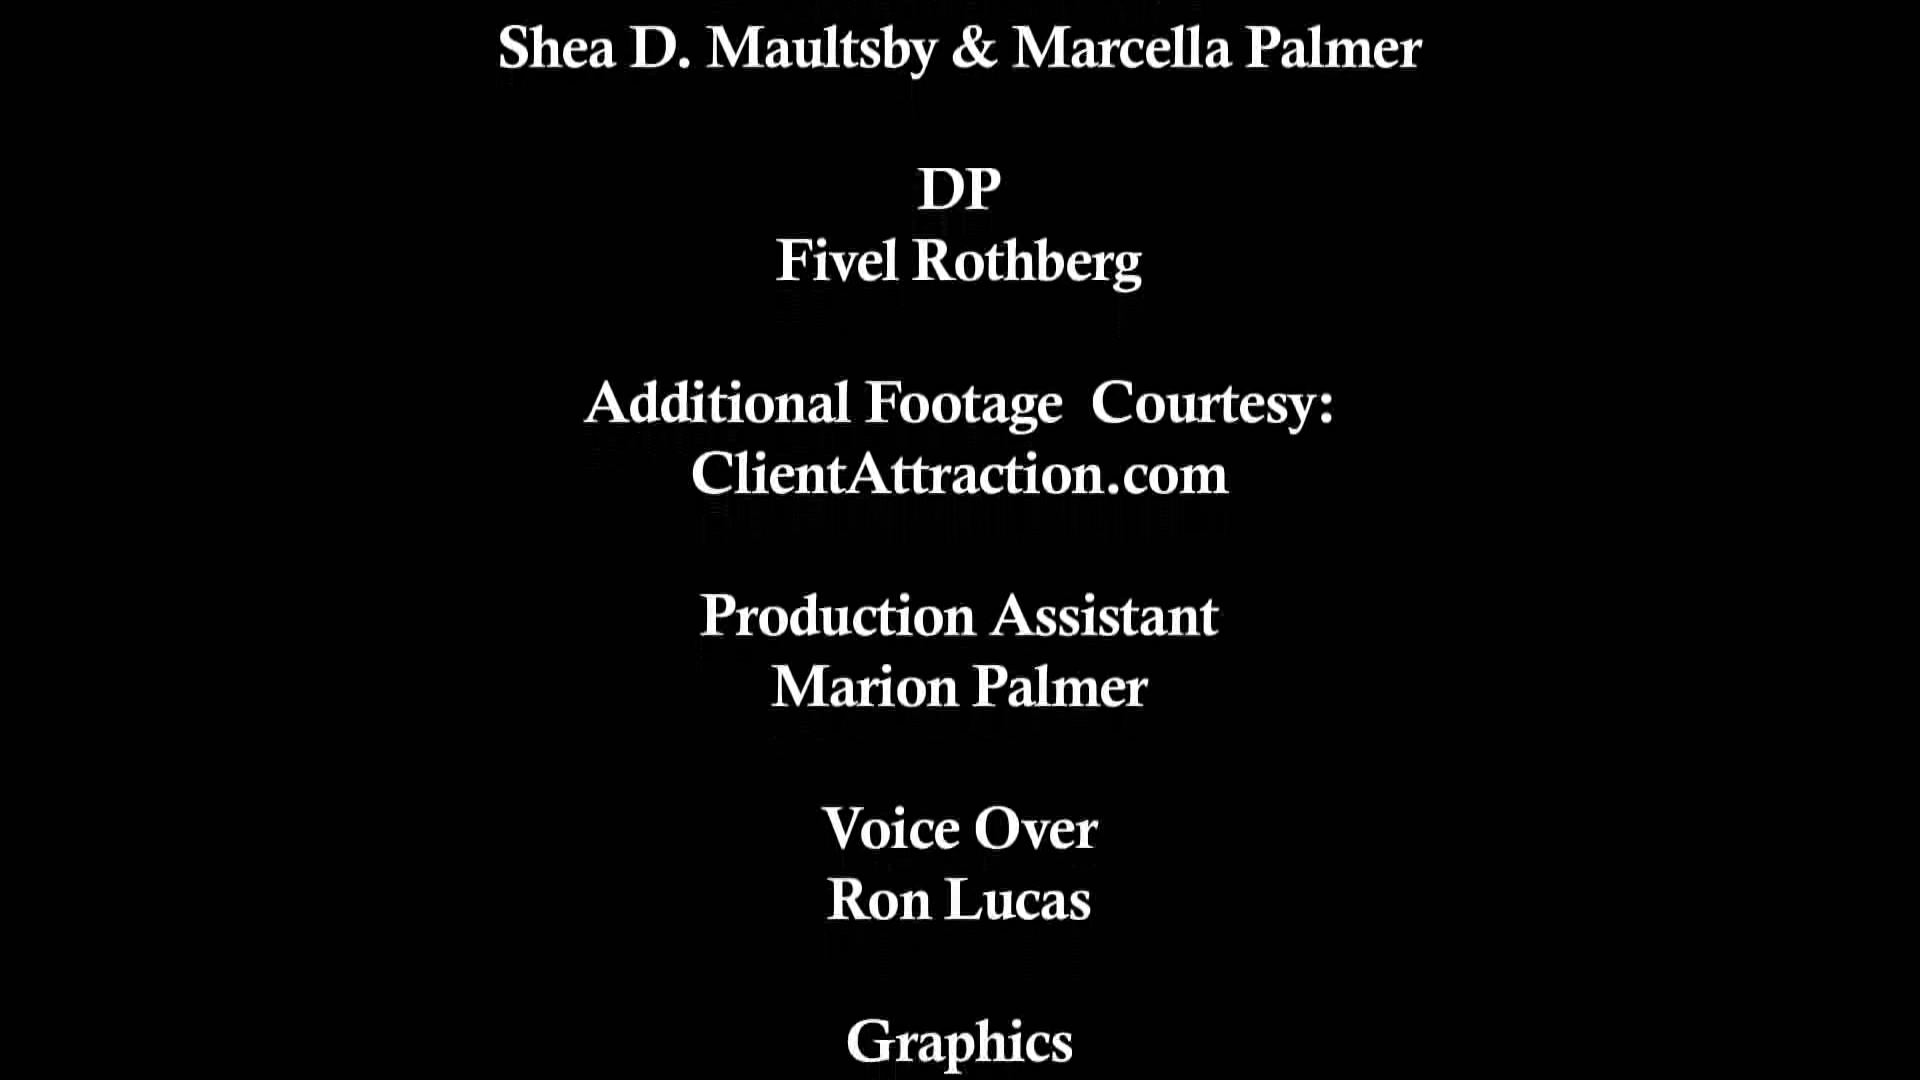 Shea D. Maultsby & Marcella Palmer
DP
Fivel Rothberg
Additional Footage  Courtesy:
ClientAttraction.com
Production Assistant
Marion Palmer
Voice Over
Ron Lucas
Graphics